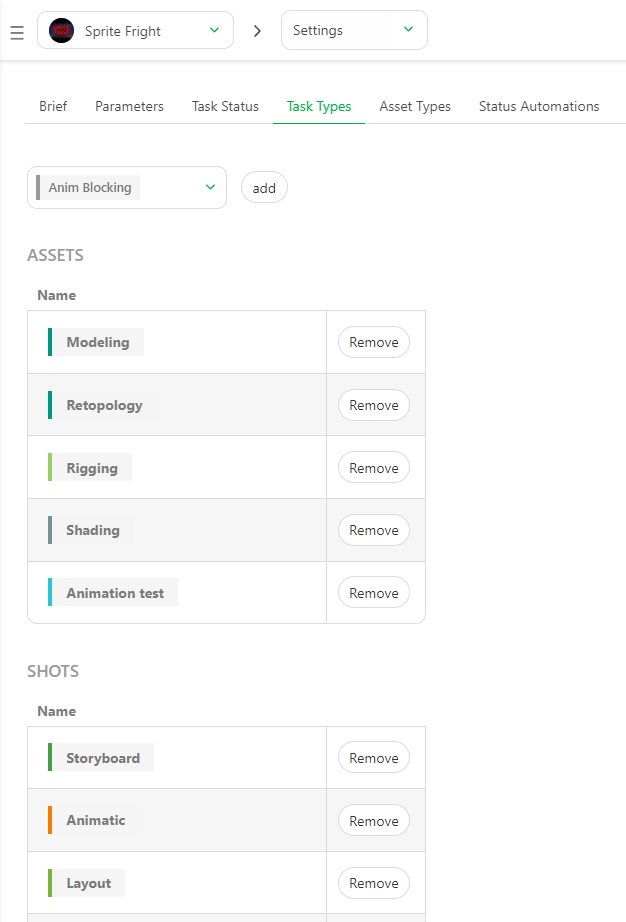 Sprite Fright
Settings
Brief Parameters Task Status Task Types Asset Types Status Automations
Anim Blocking add
ASSETS
Name
Modeling Remove
Retopology Remove
Rigging Remove
Shading Remove
Animation test Remove
SHOTS
Name
Storyboard Remove
Animatic Remove
Layout Remove